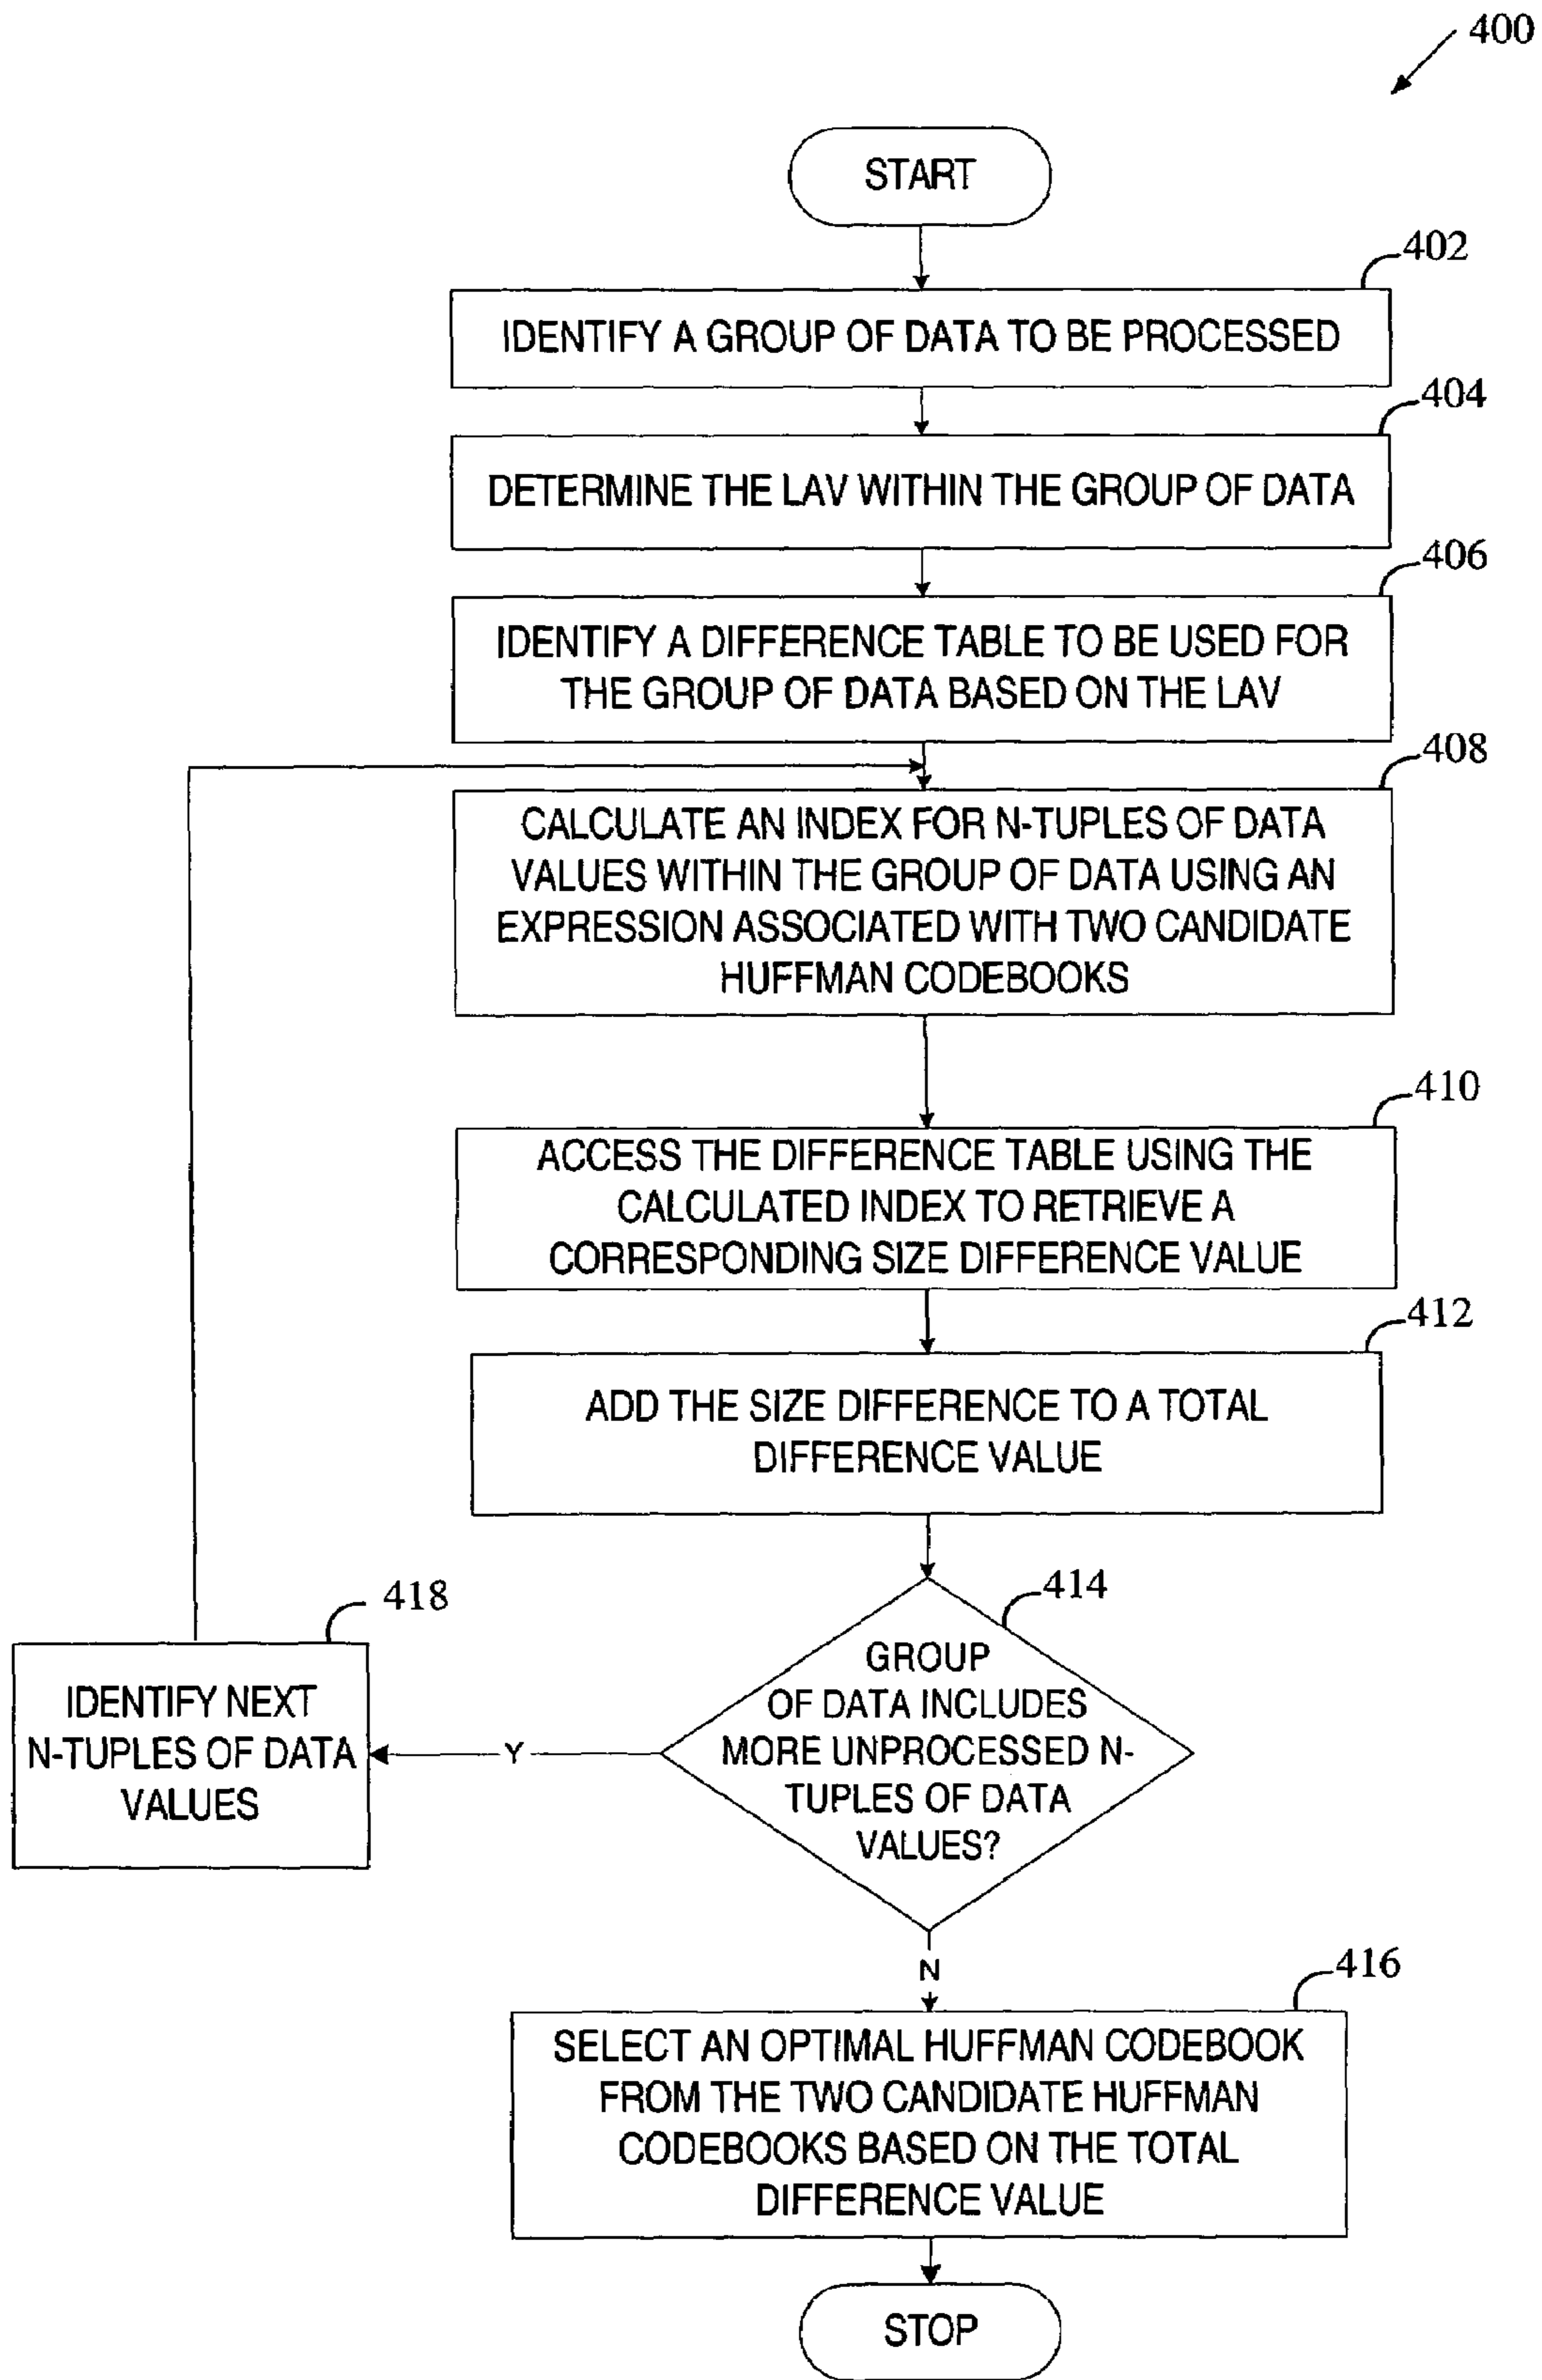 400
START
402
IDENTIFY A GROUP OF DATA TO BE PROCESSED
404
DETERMINE THE LAV WITHIN THE GROUP OF DATA
406
IDENTIFY A DIFFERENCE TABLE TO BE USED FOR
THE GROUP OF DATA BASED ON THE LAV
408
CALCULATE AN INDEX FOR N-TUPLES OF DATA
VALUES WITHIN THE GROUP OF DATA USING AN
EXPRESSION ASSOCIATED WITH TWO CANDIDATE
HUFFMAN CODEBOOKS
410
ACCESS THE DIFFERENCE TABLE USING THE
CALCULATED INDEX TO RETRIEVE A
CORRESPONDING SIZE DIFFERENCE VALUE
412
ADD THE SIZE DIFFERENCE TO A TOTAL
DIFFERENCE VALUE
414
GROUP
OF DATA INCLUDES
MORE UNPROCESSED N-
TUPLES OF DATA
VALUES?
Y
418
IDENTIFY NEXT
N-TUPLES OF DATA
VALUES
N
416
SELECT AN OPTIMAL HUFFMAN CODEBOOK
FROM THE TWO CANDIDATE HUFFMAN
CODEBOOKS BASED ON THE TOTAL
DIFFERENCE VALUE
STOP